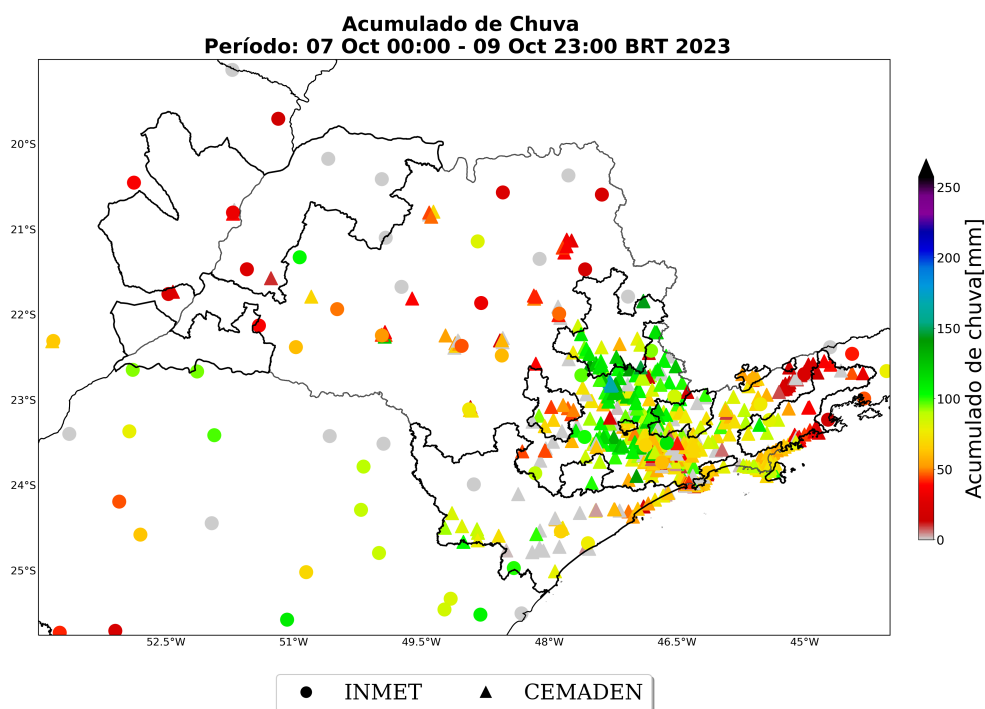 Acumulado de Chuva
Período: 07 Oct 00:00 - 09 Oct 23:00 BRT 2023
20°S
21°S
22°S
23°S
24°S
25°S
52.5°W
51°W
49.5°W
48°W
46.5°W
45°W
250
200
150
100
50
0
Acumulado de chuva[mm]
INMET
CEMADEN